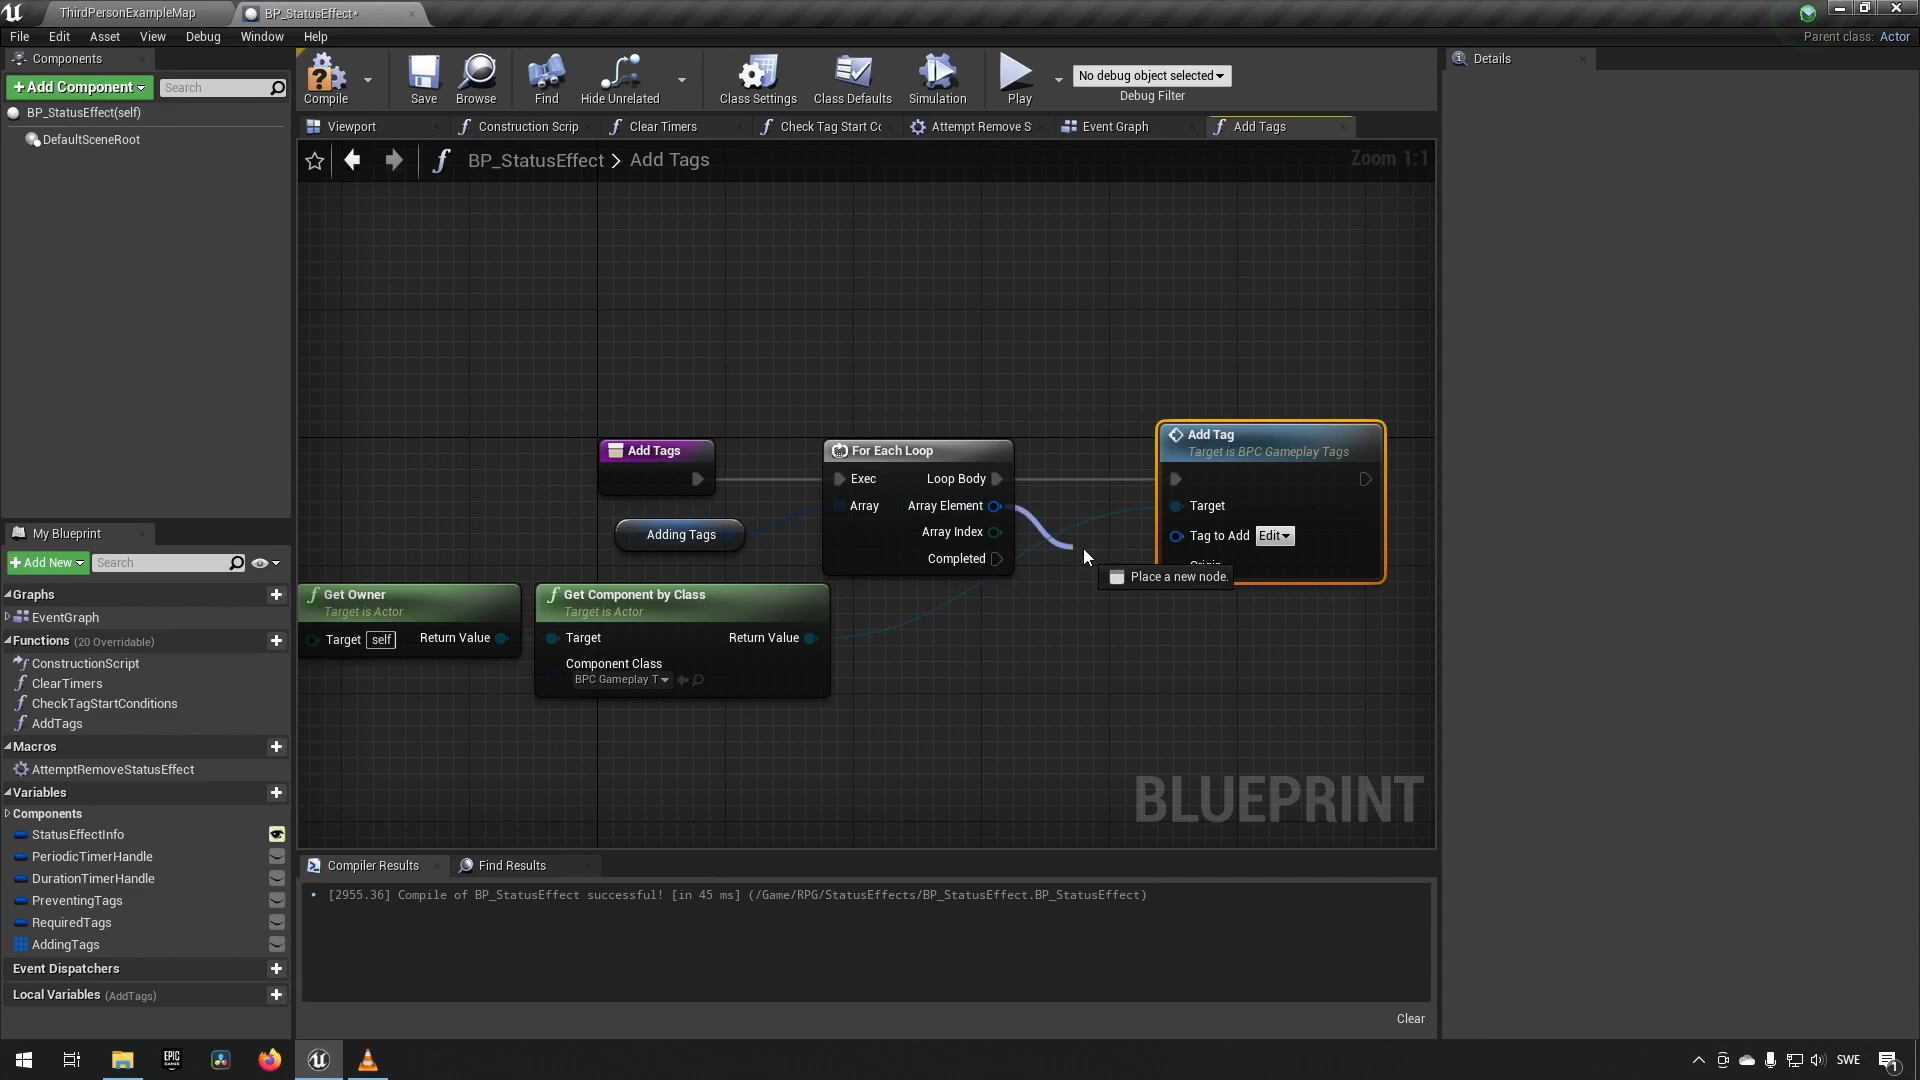 ThirdPersonExampleMap
BP_StatusEffect*
File Edit Asset View Debug Window Help
Parent class: Actor
Components
+Add Component
Search
BP_StatusEffect(self)
DefaultSceneRoot
Compile
Save
Browse
Find
Hide Unrelated
Class Settings
Class Defaults
Simulation
Play
No debug object selected
Debug Filter
Details
Viewport
Construction Scrip
Clear Timers
Check Tag Start Co
Attempt Remove S
Event Graph
Add Tags
BP_StatusEffect > Add Tags
Zoom 1:1
Add Tags
For Each Loop
Exec
Loop Body
Array
Array Element
Array Index
Completed
Adding Tags
Add Tag
Target is BPC Gameplay Tags
Target
Tag to Add Edit
Place a new node.
Get Owner
Target is Actor
Target self
Return Value
Get Component by Class
Target is Actor
Target
Return Value
Component Class
BPC Gameplay T
BLUEPRINT
My Blueprint
+Add New
Search
Graphs
EventGraph
Functions (20 Overridable)
ConstructionScript
ClearTimers
CheckTagStartConditions
AddTags
Macros
AttemptRemoveStatusEffect
Variables
Components
StatusEffectInfo
PeriodicTimerHandle
DurationTimerHandle
PreventingTags
RequiredTags
AddingTags
Event Dispatchers
Local Variables (AddTags)
Compiler Results
Find Results
[2955.36] Compile of BP_StatusEffect successful! [in 45 ms] (/Game/RPG/StatusEffects/BP_StatusEffect.BP_StatusEffect)
Clear
EPIC
GAMES
SWE
1